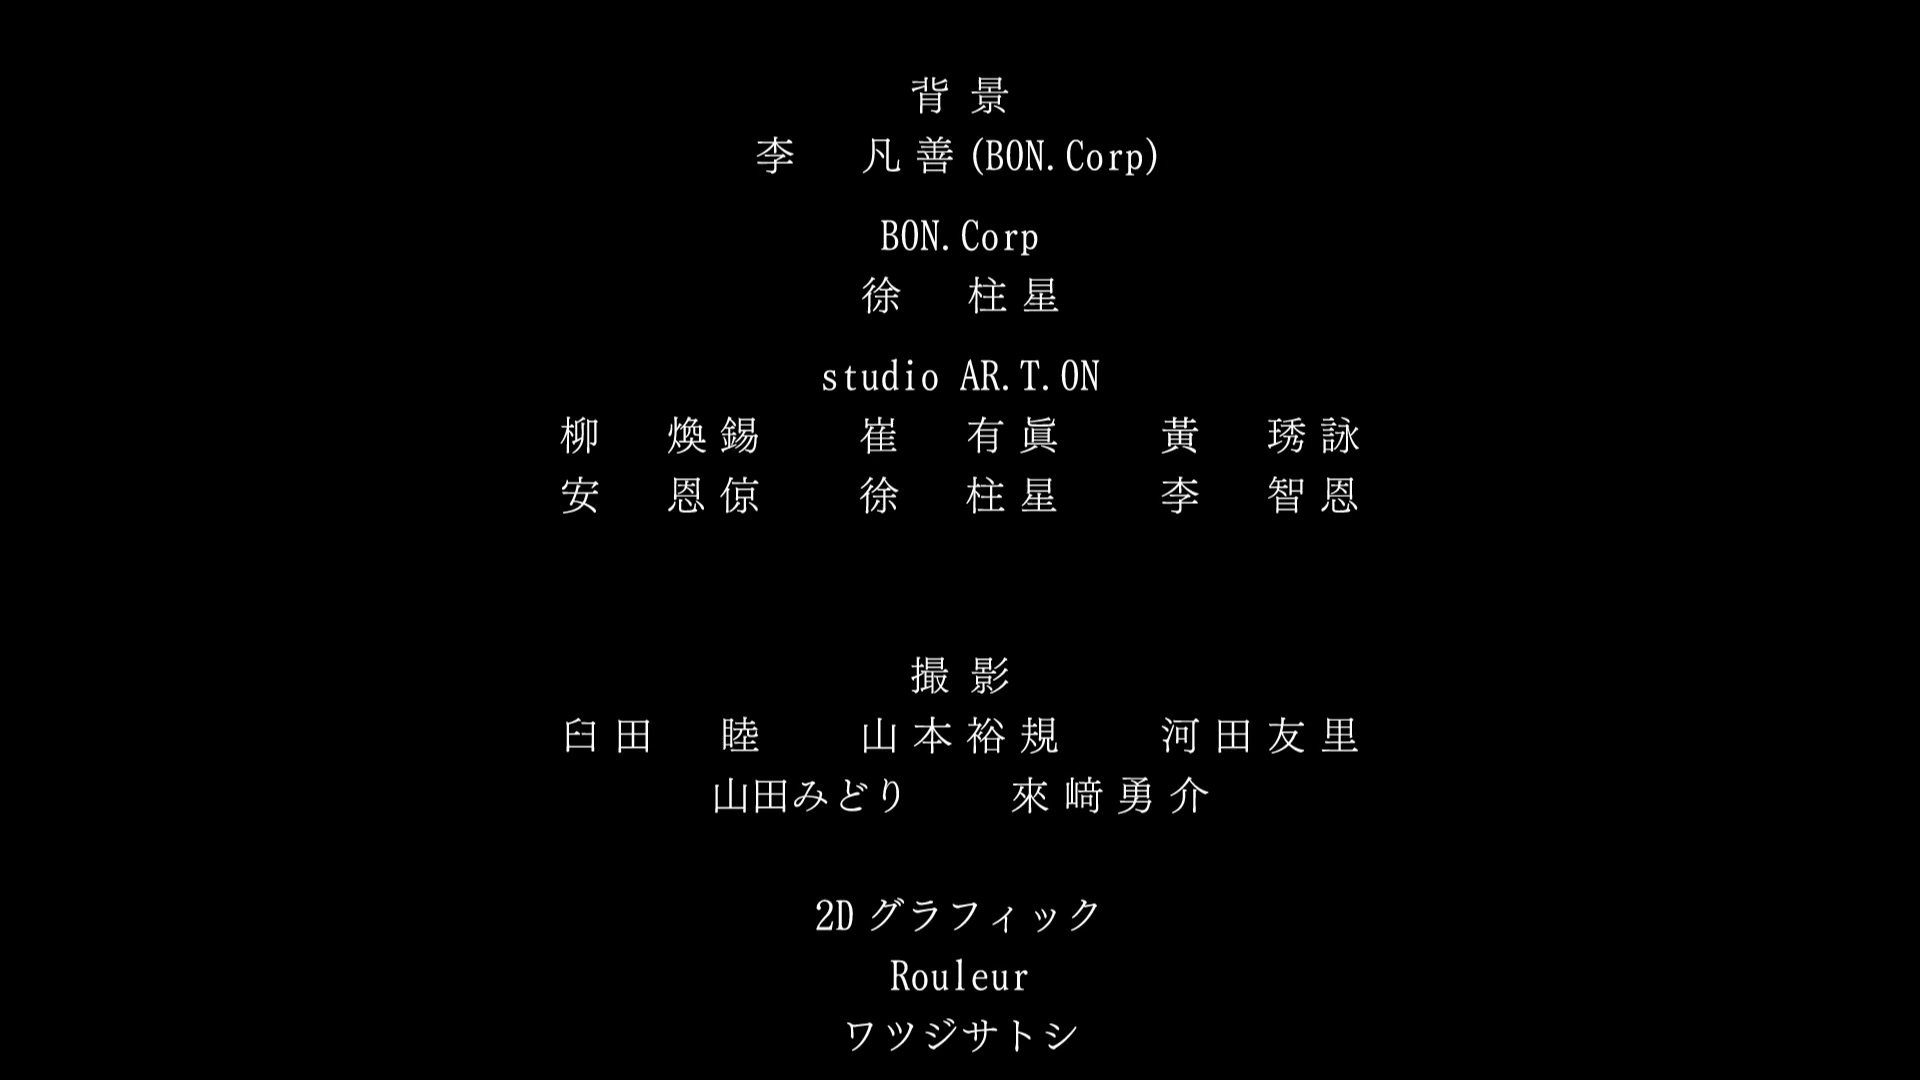 背景
李　凡善(BON.Corp)
BON.Corp
徐　柱星
studio AR.T.ON
柳　煥錫　崔　有眞　黃　琇詠
安　恩倞　徐　柱星　李　智恩
撮影
臼田　睦　山本裕規　河田友里
山田みどり　來﨑勇介
2Dグラフィック
Rouleur
ワツジサトシ